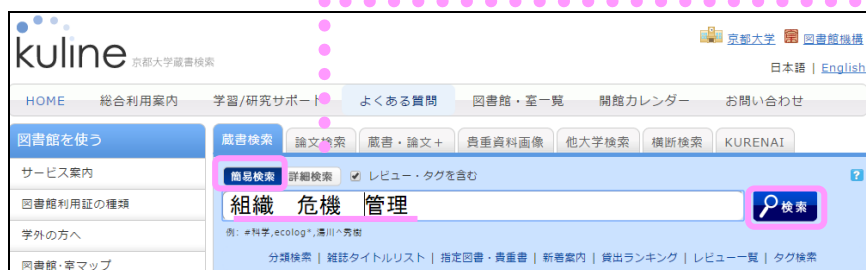 kuline 京都大学蔵書検索
京都大学 図書館機構
日本語 | English
HOME 総合利用案内 学習/研究サポート よくある質問 図書館・室一覧 開館カレンダー お問い合わせ
図書館を使う
サービス案内
図書館利用証の種類
学外の方へ
図書館・室マップ
蔵書検索 論文検索 蔵書・論文+ 貴重資料画像 他大学検索 横断検索 KURENAI
簡易検索 詳細検索 レビュー・タグを含む ?
組織 危機 管理 検索
例: #科学,ecolog*,湯川^秀樹
分類検索 | 雑誌タイトルリスト | 指定図書・貴重書 | 新着案内 | 貸出ランキング | レビュー一覧 | タグ検索